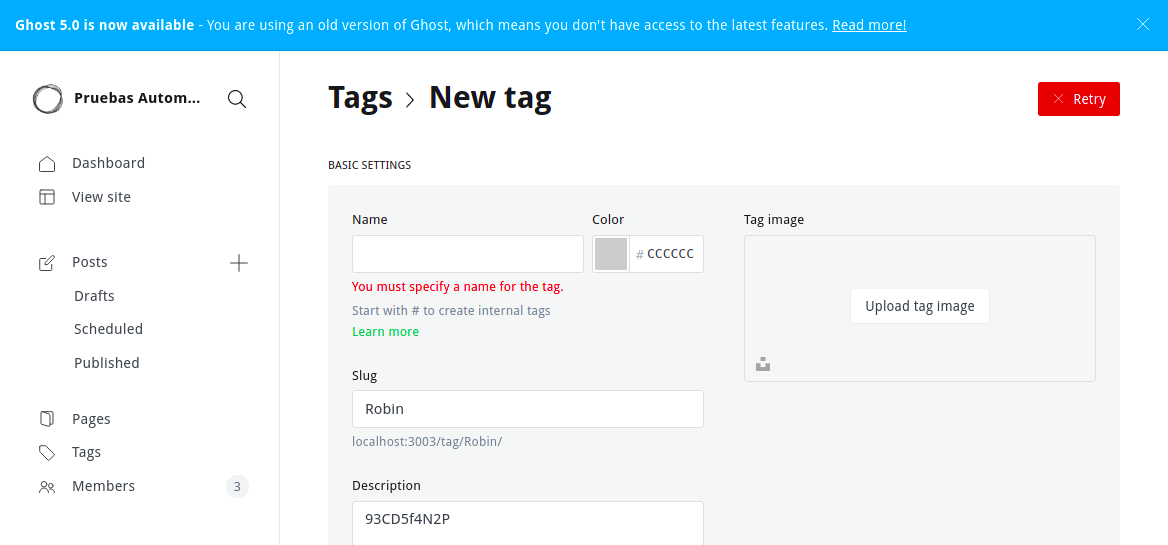 Ghost 5.0 is now available - You are using an old version of Ghost, which means you don't have access to the latest features. Read more!
Pruebas Autom...
Dashboard
View site
Posts
Drafts
Scheduled
Published
Pages
Tags
Members 3
Tags > New tag
Retry
BASIC SETTINGS
Name
Color
# CCCCCC
You must specify a name for the tag.
Start with # to create internal tags
Learn more
Slug
Robin
localhost:3003/tag/Robin/
Description
93CD5f4N2P
Tag image
Upload tag image